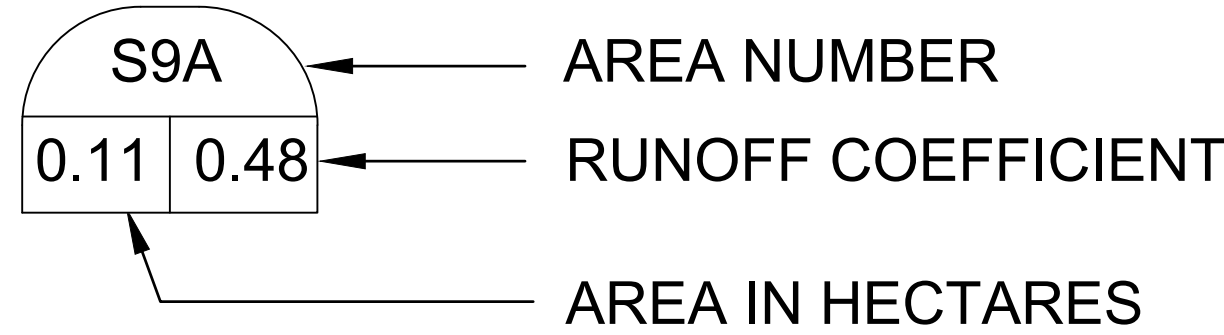 S9A
AREA NUMBER
0.11 0.48
RUNOFF COEFFICIENT
AREA IN HECTARES